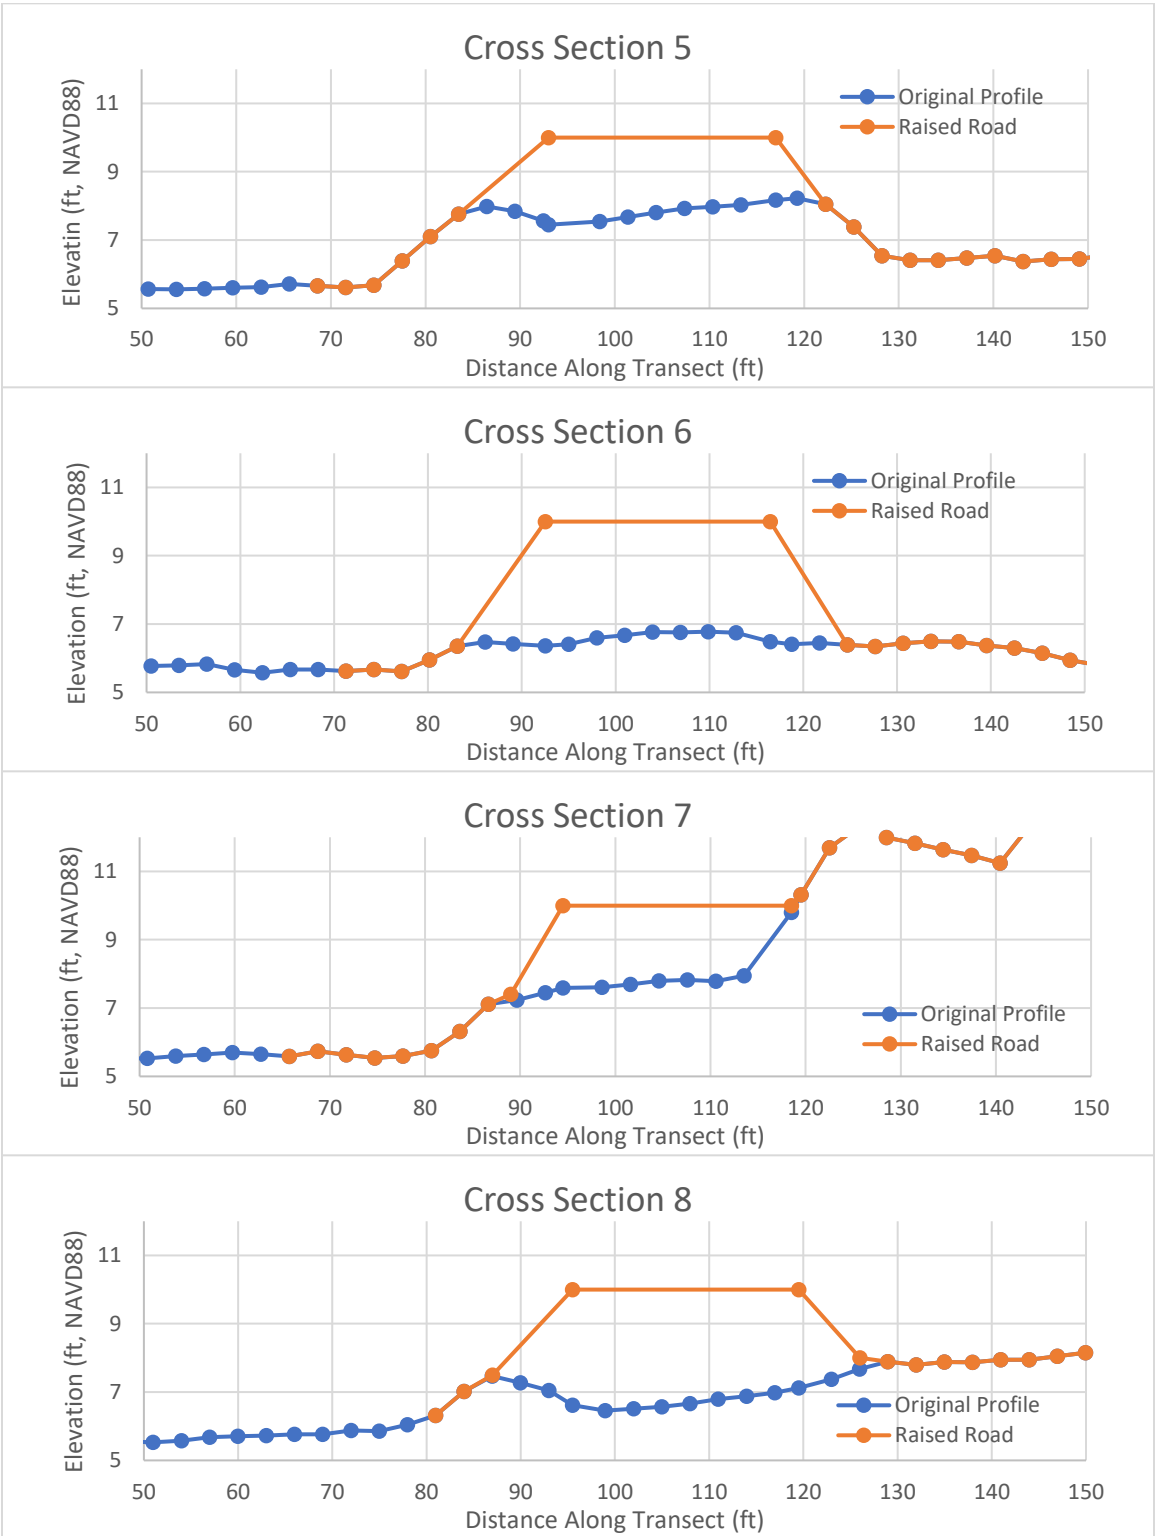 Cross Section 5
Elevatin (ft, NAVD88)
11
9
7
5
Original Profile
Raised Road
50 60 70 80 90 100 110 120 130 140 150
Distance Along Transect (ft)
Cross Section 6
Elevation (ft, NAVD88)
11
9
7
5
Original Profile
Raised Road
50 60 70 80 90 100 110 120 130 140 150
Distance Along Transect (ft)
Cross Section 7
Elevation (ft, NAVD88)
11
9
7
5
Original Profile
Raised Road
50 60 70 80 90 100 110 120 130 140 150
Distance Along Transect (ft)
Cross Section 8
Elevation (ft, NAVD88)
11
9
7
5
Original Profile
Raised Road
50 60 70 80 90 100 110 120 130 140 150
Distance Along Transect (ft)